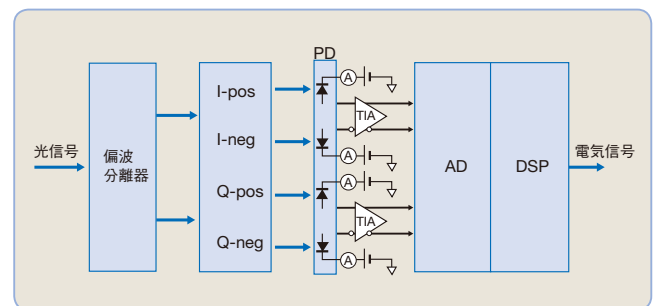 PD
光信号
偏波
分離器
I-pos
I-neg
Q-pos
Q-neg
A
TIA
A
A
TIA
A
AD
DSP
電気信号